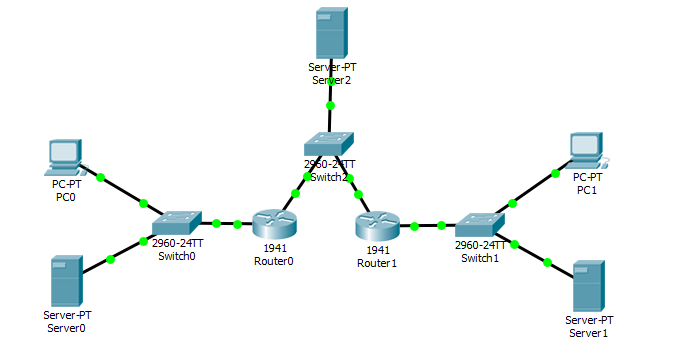 Server-PT
Server2
2960-24TT
Switch2
PC-PT
PC0
PC-PT
PC1
2960-24TT
Switch0
1941
Router0
1941
Router1
2960-24TT
Switch1
Server-PT
Server0
Server-PT
Server1